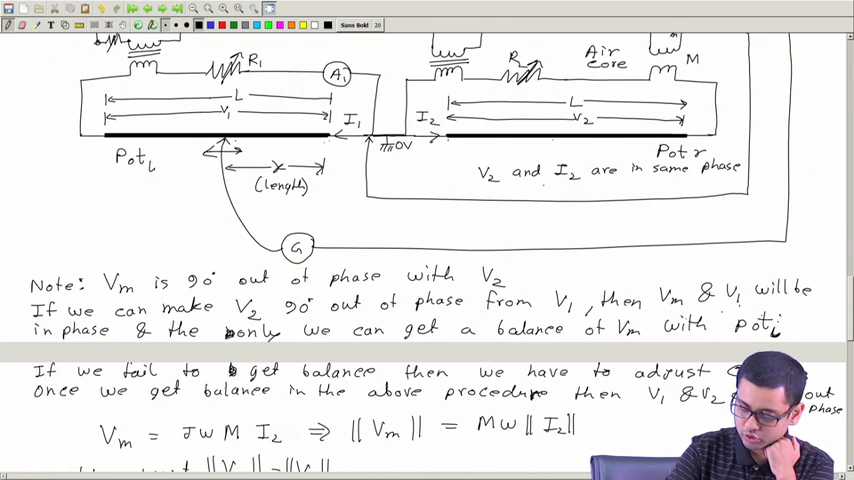 Sans Bold 20
R1 A1 R Air
core M
L L
V1 I1 I2 V2
0V
Pot L Pot r
x
(length)
V2 and I2 are in same phase
G
Note: Vm is 90° out of phase with V2
If we can make V2 90° out of phase from V1, then Vm & V1 will be
in phase & the only we can get a balance of Vm with pot L
If we fail to get balance then we have to adjust
Once we get balance in the above procedure then V1 & V2 out
phase
Vm = Jω M I2 ⇒ ||Vm|| = Mω ||I2||